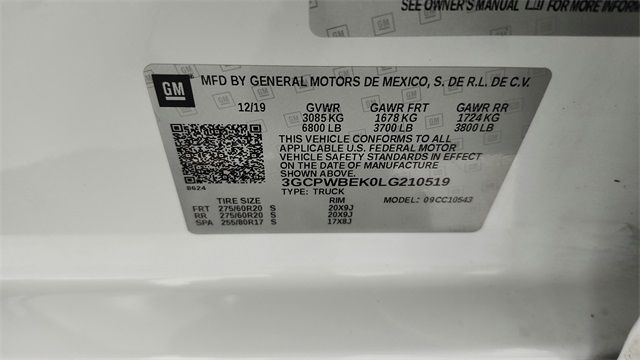 SEE OWNER'S MANUAL FOR MORE
GM
MFD BY GENERAL MOTORS DE MEXICO, S. DE R.L. DE C.V.
12/19 GVWR GAWR FRT GAWR RR
3085 KG 1678 KG 1724 KG
6800 LB 3700 LB 3800 LB
THIS VEHICLE CONFORMS TO ALL
APPLICABLE U.S. FEDERAL MOTOR
VEHICLE SAFETY STANDARDS IN EFFECT
ON THE DATE OF MANUFACTURE
SHOWN ABOVE.
3GCPWBEK0LG210519
8624
TYPE: TRUCK MODEL: 09CC10543
TIRE SIZE RIM
FRT 275/60R20 S 20X9J
RR 275/60R20 S 20X9J
SPA 255/80R17 S 17X8J